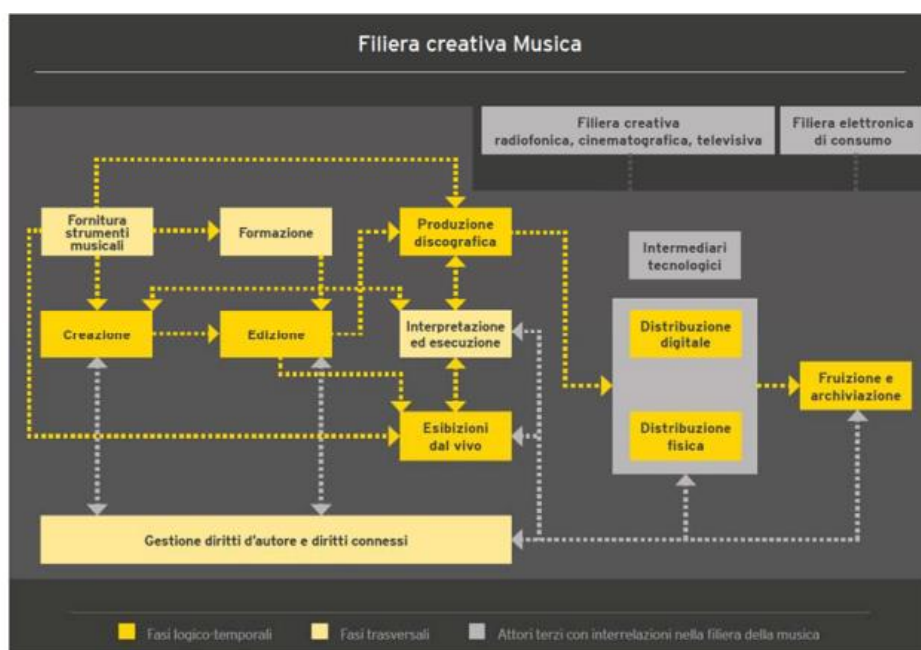 Filiera creativa Musica
Filiera creativa
radiofonica, cinematografica, televisiva
Filiera elettronica
di consumo
Fornitura
strumenti
musicali
Formazione
Produzione
discografica
Intermediari
tecnologici
Creazione
Edizione
Interpretazione
ed esecuzione
Distribuzione
digitale
Fruizione e
archiviazione
Esibizioni
dal vivo
Distribuzione
fisica
Gestione diritti d'autore e diritti connessi
Fasi logico-temporali
Fasi trasversali
Attori terzi con interrelazioni nella filiera della musica